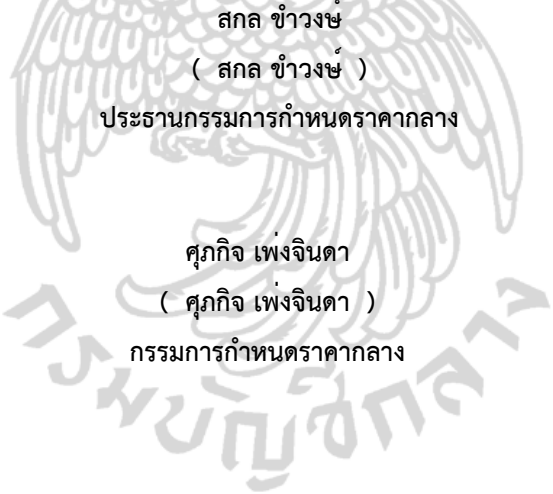 สกล ขำวงษ์
( สกล ขำวงษ์ )
ประธานกรรมการกำหนดราคากลาง
ศุภกิจ เพ่งจินดา
( ศุภกิจ เพ่งจินดา )
กรรมการกำหนดราคากลาง
กรมบัญชีกลาง